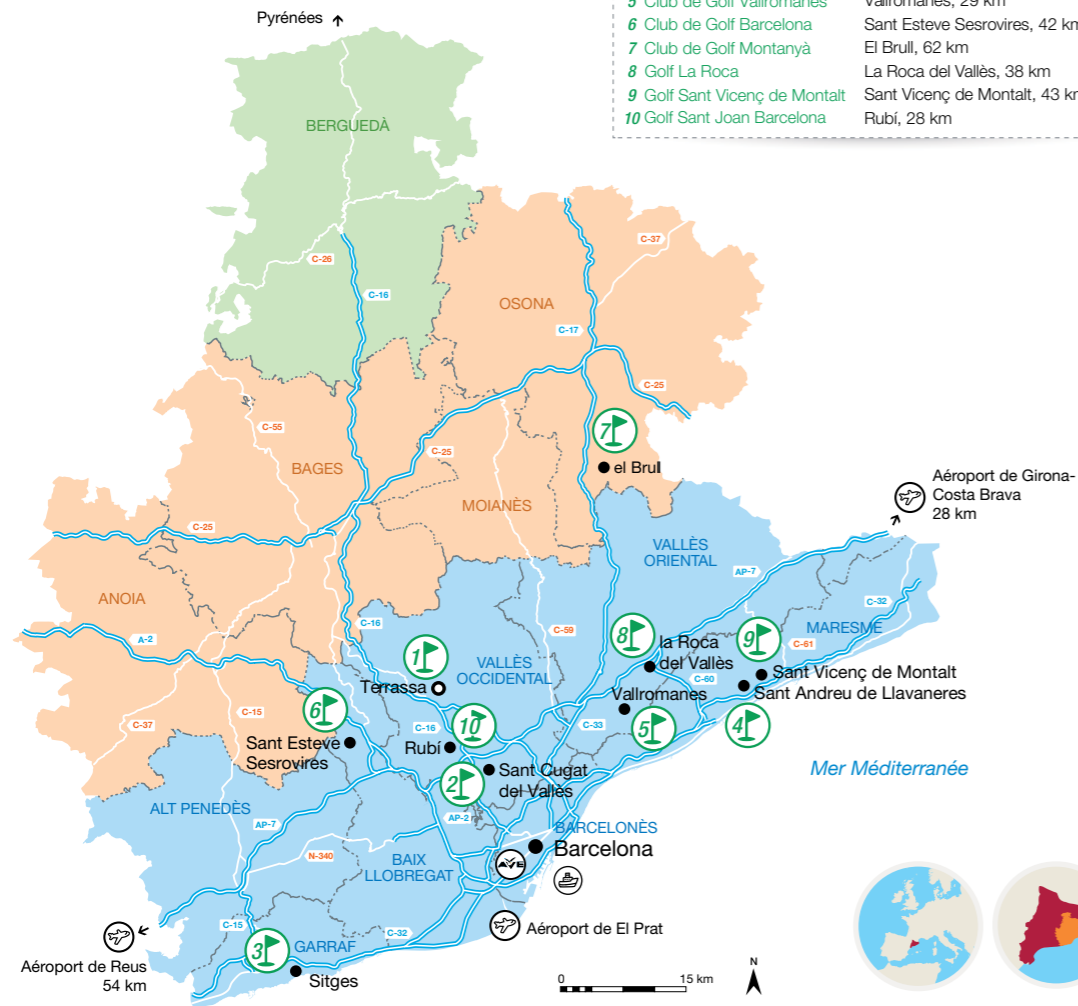 Pyrénées
5 Club de Golf Vallromanes Vallromanes, 29 km
6 Club de Golf Barcelona Sant Esteve Sesrovires, 42 km
7 Club de Golf Montanyà El Brull, 62 km
8 Golf La Roca La Roca del Vallès, 38 km
9 Golf Sant Vicenç de Montalt Sant Vicenç de Montalt, 43 km
10 Golf Sant Joan Barcelona Rubí, 28 km
BERGUEDÀ
C-37
C-26
C-16
OSONA
C-17
C-25
C-55
7
C-25
BAGES
el Brull
Aéroport de Girona-
Costa Brava
28 km
MOIANÈS
C-25
VALLÈS
ORIENTAL
AP-7
ANOIA
C-32
C-16
C-59
MARESME
A-2
8
9
C-61
1
la Roca
del Vallès
VALLÈS
OCCIDENTAL
Sant Vicenç de Montalt
C-60
Terrassa
Sant Andreu de Llavaneres
Vallromanes
6
C-15
C-37
C-16
10
C-33
5
4
Sant Esteve
Sesrovires
Rubí
Sant Cugat
del Vallès
Mer Méditerranée
2
ALT PENEDÈS
AP-7
AP-2
BARCELONÈS
Barcelona
N-340
BAIX
LLOBREGAT
AVE
C-15
Aéroport de El Prat
C-32
3
GARRAF
Aéroport de Reus
54 km
Sitges
0 15 km
N